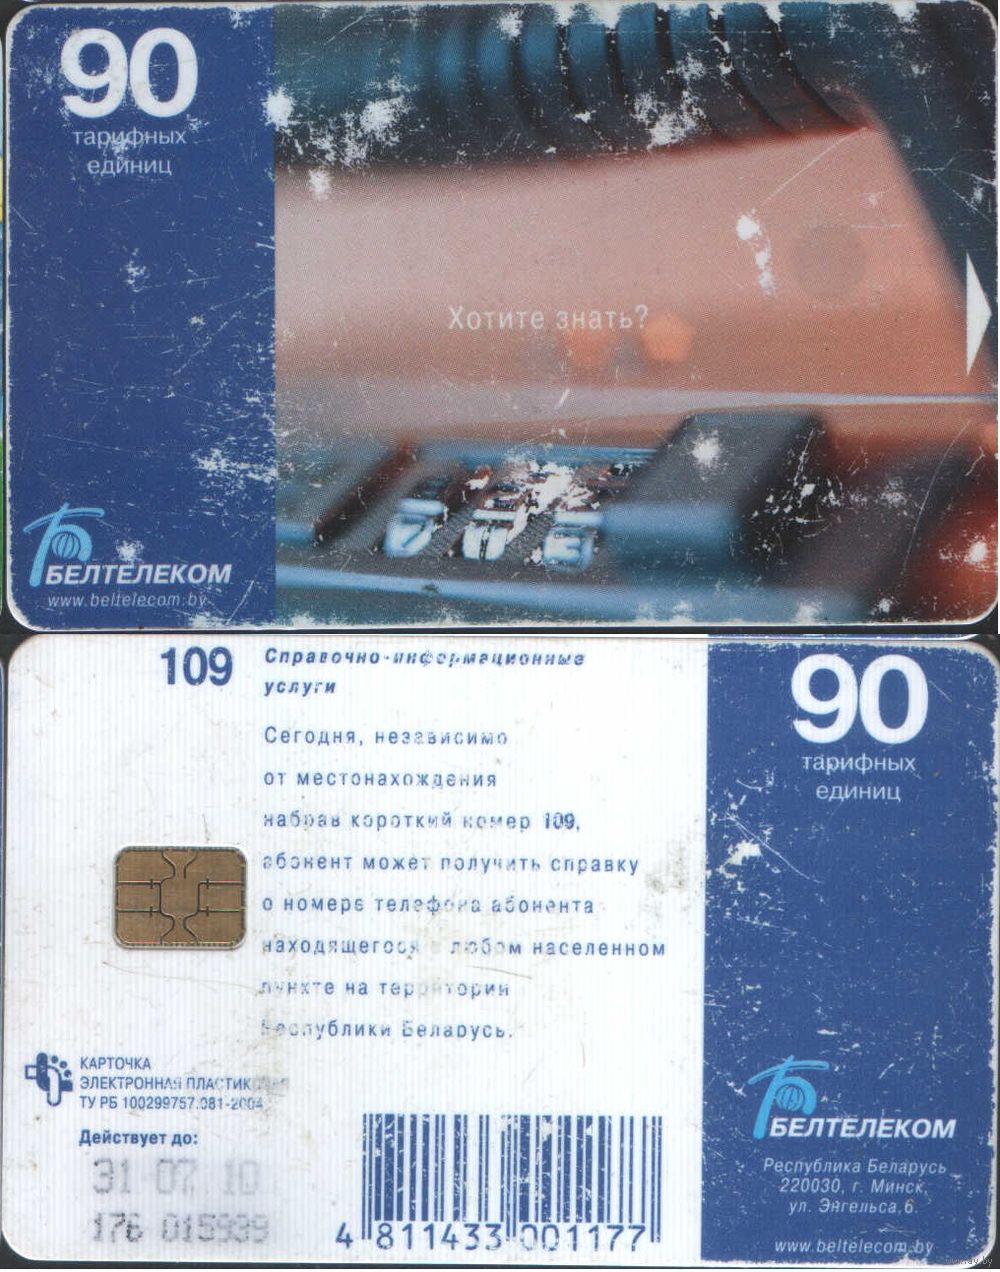 90
тарифных
единиц
Хотите знать?
БЕЛТЕЛЕКОМ
www.beltelecom.by
109 Справочно-информационные
услуги
Сегодня, независимо
от местонахождения
набрав короткий номер 109,
абонент может получить справку
о номере телефона абонента
находящегося в любом населенном
пункте на территории
Республики Беларусь.
КАРТОЧКА
ЭЛЕКТРОННАЯ ПЛАСТИКОВАЯ
ТУ РБ 100299757.081-2004
Действует до:
31 07 10
176 015939
4 811433 001177
90
тарифных
единиц
БЕЛТЕЛЕКОМ
Республика Беларусь
220030, г. Минск,
ул. Энгельса,6.
www.beltelecom.by